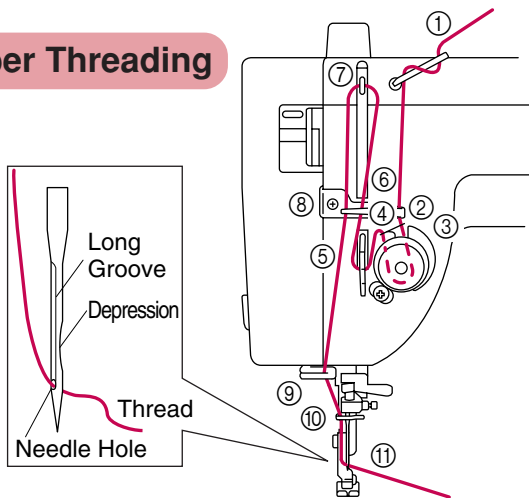 per Threading
①
⑦
⑥
⑧
④
②
③
⑤
⑨
⑩
⑪
Long
Groove
Depression
Thread
Needle Hole